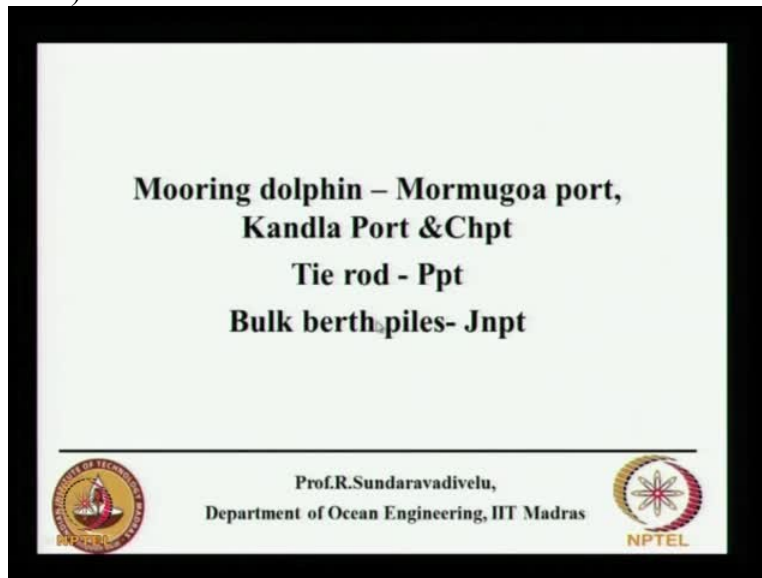 )
Mooring dolphin – Mormugoa port,
Kandla Port &Chpt
Tie rod - Ppt
Bulk berth piles- Jnpt
Prof.R.Sundaravadivelu,
Department of Ocean Engineering, IIT Madras
NPTEL
NPTEL